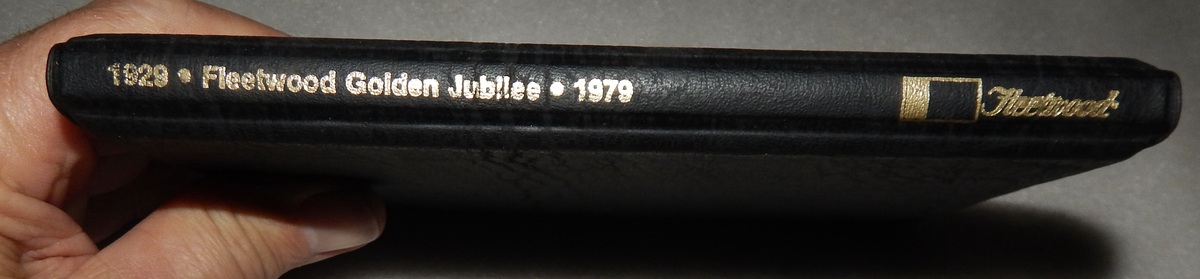 1929 • Fleetwood Golden Jubilee • 1979
Fleetwood